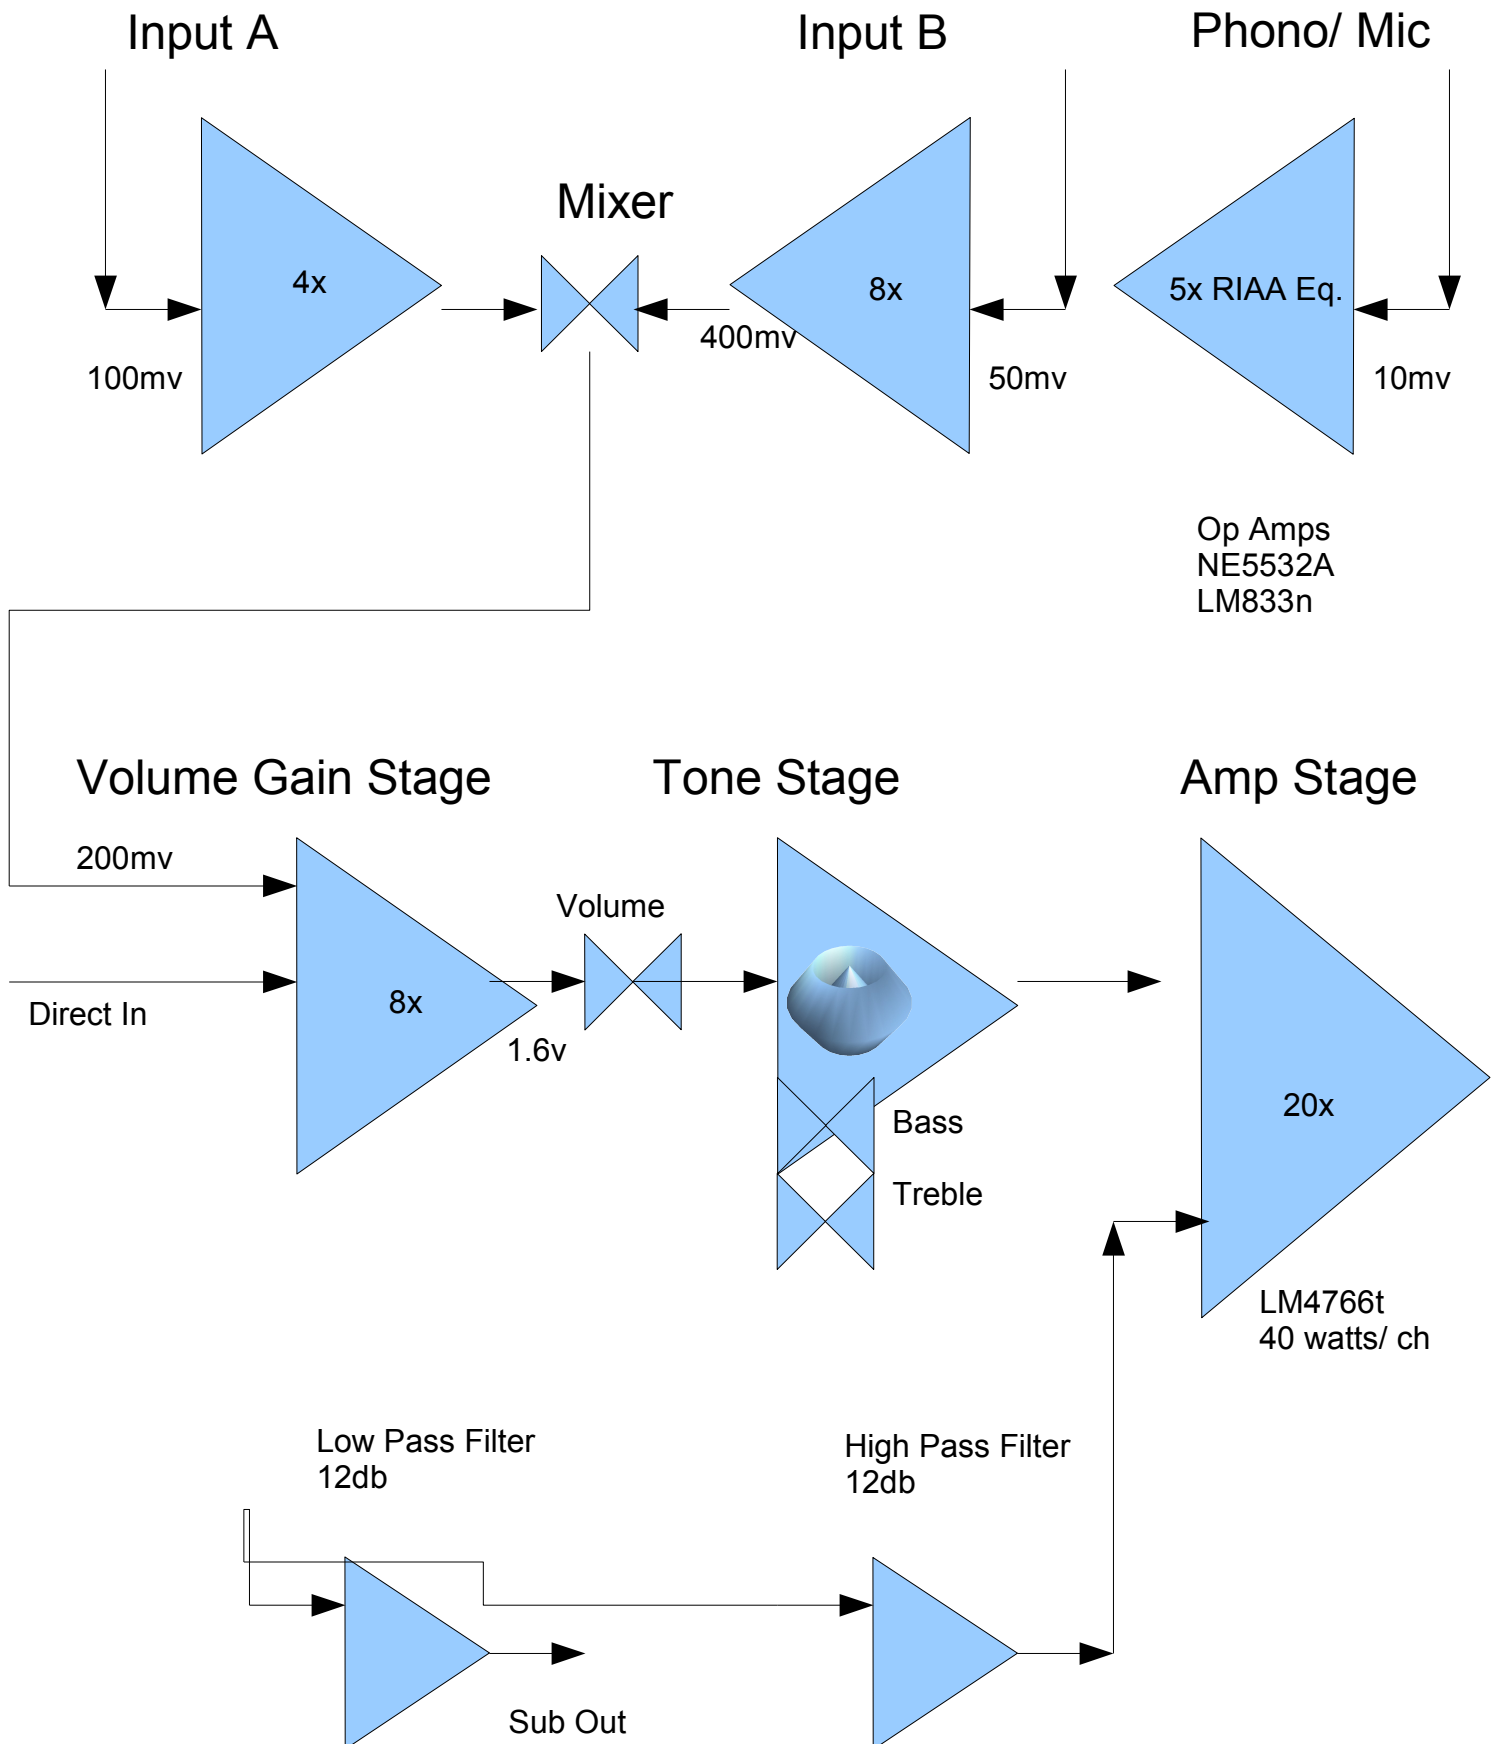 Input A
Input B
Phono/ Mic
Mixer
4x
8x
5x RIAA Eq.
400mv
100mv
50mv
10mv
Op Amps
NE5532A
LM833n
Volume Gain Stage
Tone Stage
Amp Stage
200mv
Volume
8x
Direct In
1.6v
Bass
20x
Treble
LM4766t
40 watts/ ch
Low Pass Filter
12db
High Pass Filter
12db
Sub Out